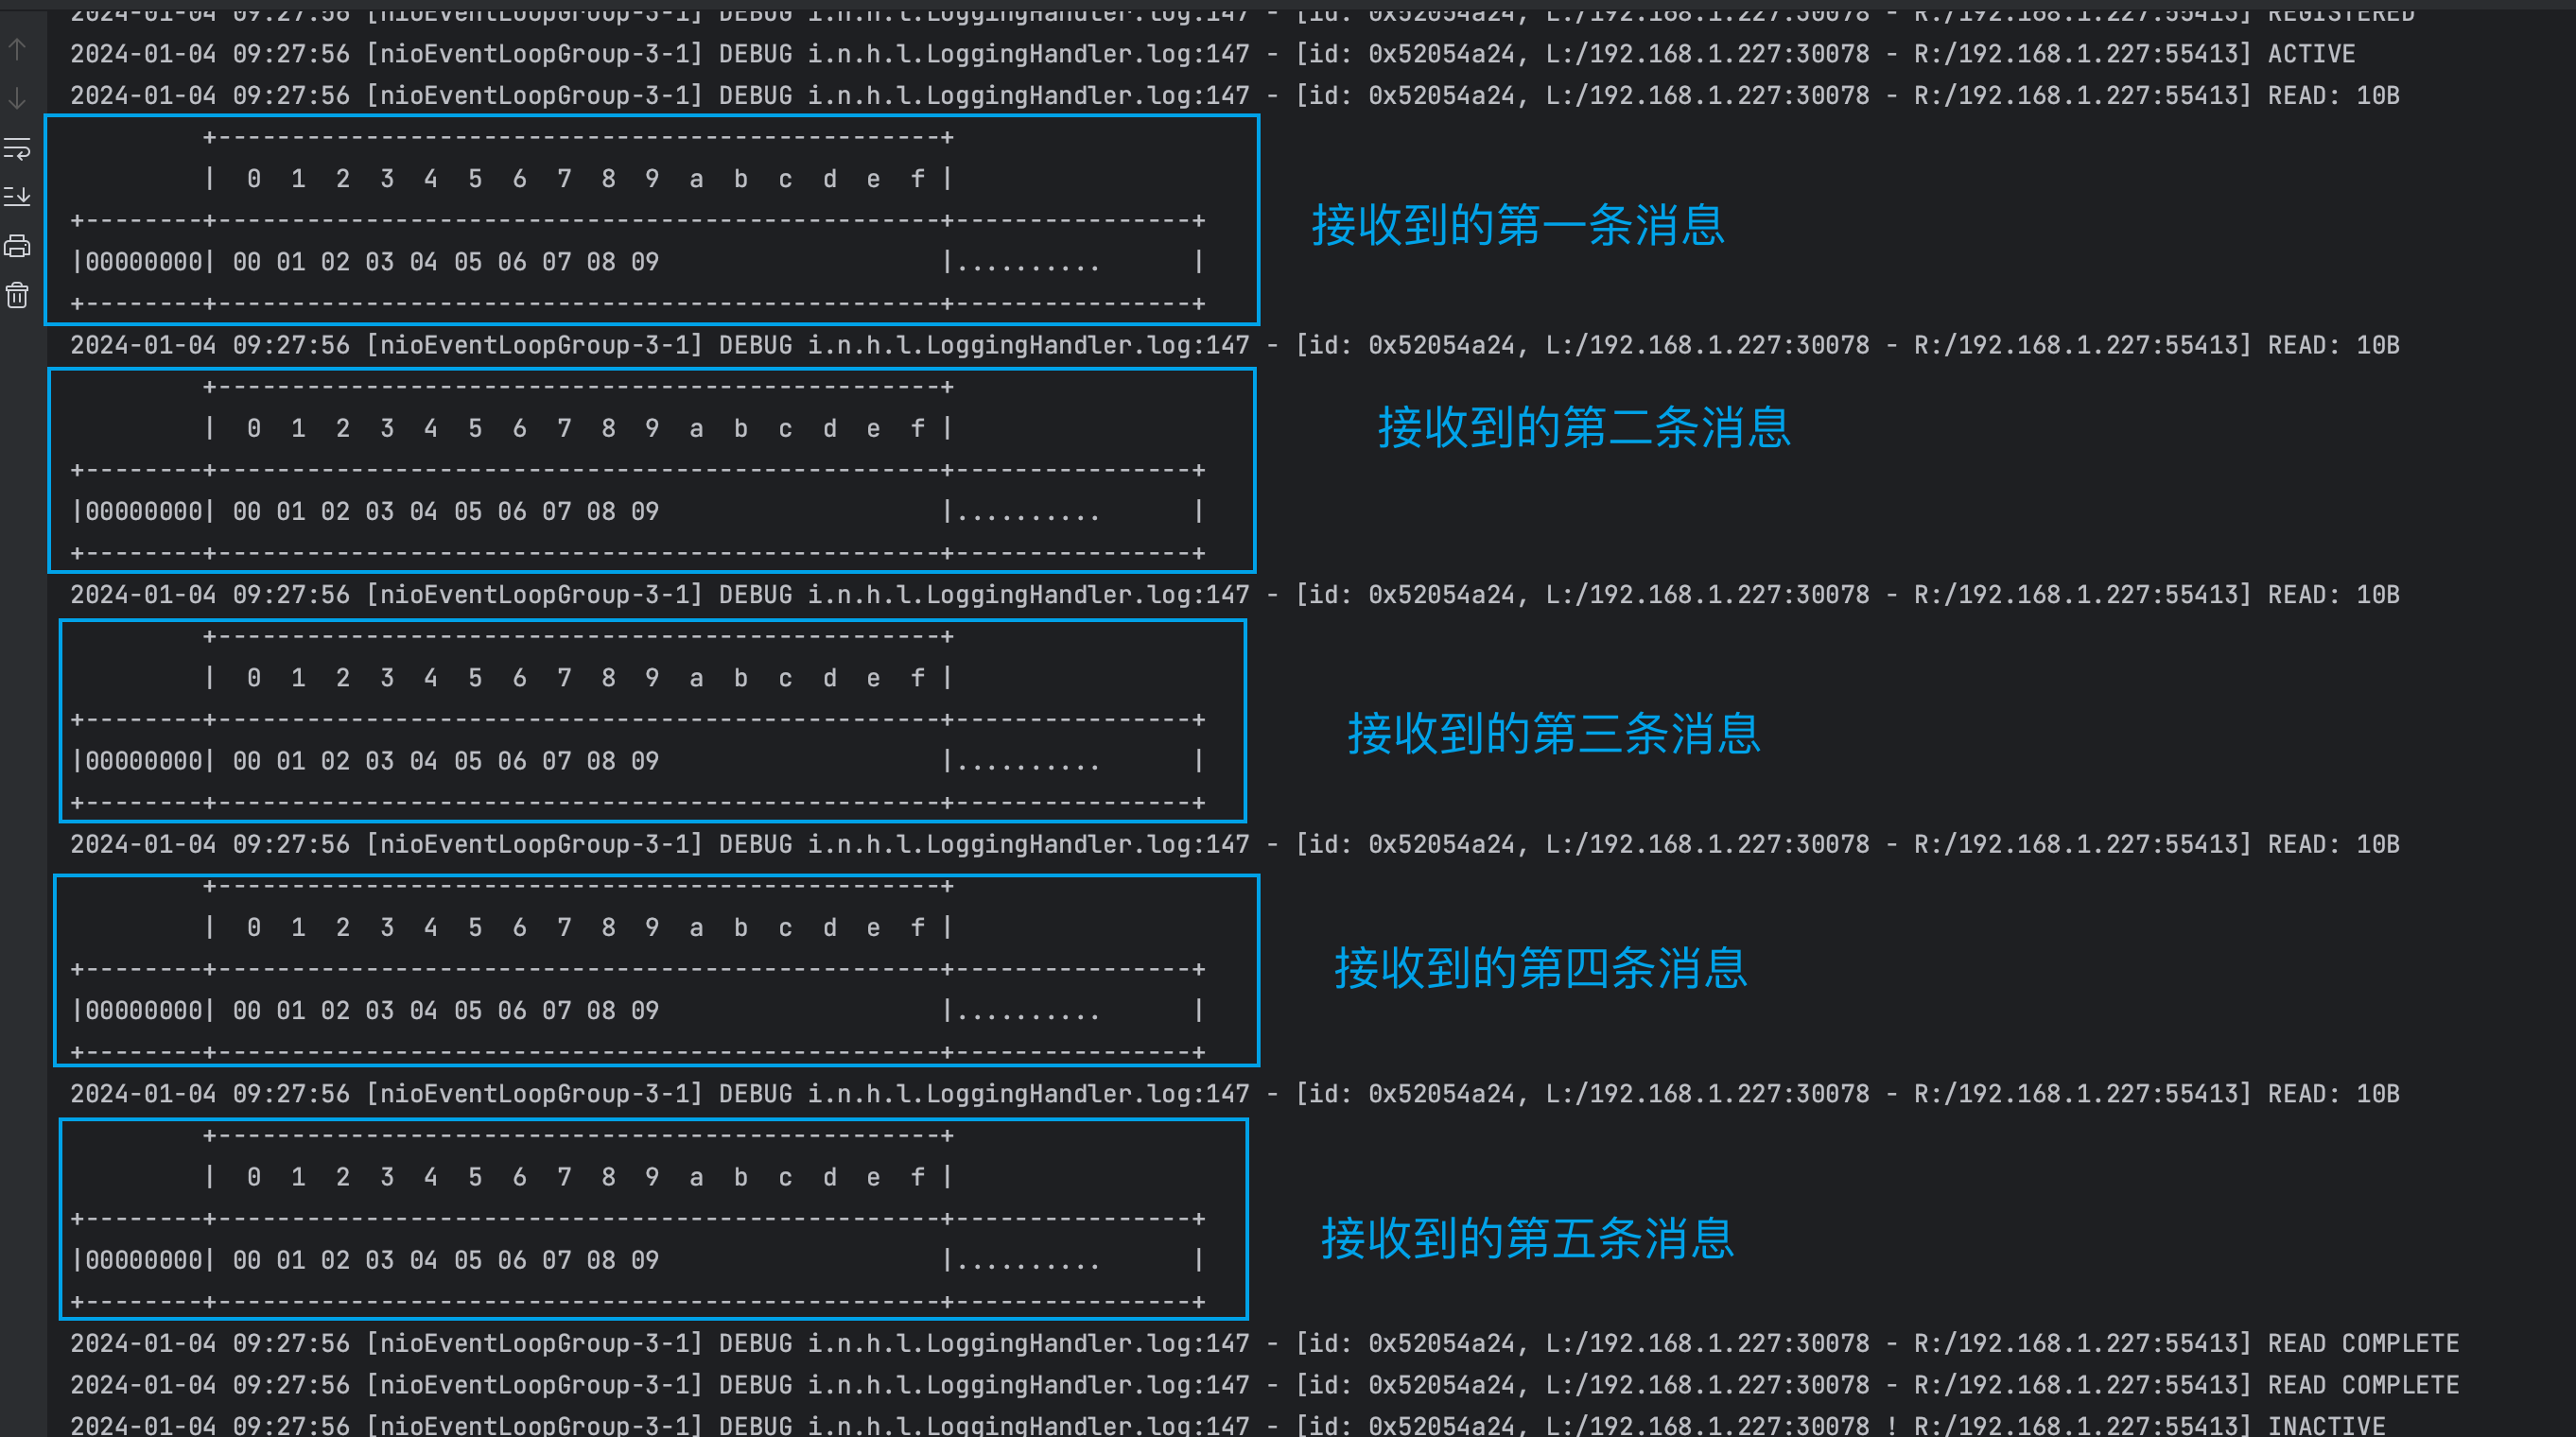 2024-01-04 09:27:56 [nioEventLoopGroup-3-1] DEBUG i.n.h.l.LoggingHandler.log:147 - [id: 0x52054a24, L:/192.168.1.227:30078 - R:/192.168.1.227:55413] REGISTERED
2024-01-04 09:27:56 [nioEventLoopGroup-3-1] DEBUG i.n.h.l.LoggingHandler.log:147 - [id: 0x52054a24, L:/192.168.1.227:30078 - R:/192.168.1.227:55413] ACTIVE
2024-01-04 09:27:56 [nioEventLoopGroup-3-1] DEBUG i.n.h.l.LoggingHandler.log:147 - [id: 0x52054a24, L:/192.168.1.227:30078 - R:/192.168.1.227:55413] READ: 10B
         +-------------------------------------------------+
         |  0  1  2  3  4  5  6  7  8  9  a  b  c  d  e  f |
+--------+-------------------------------------------------+----------------+
接收到的第一条消息
|00000000| 00 01 02 03 04 05 06 07 08 09                   |..........      |
+--------+-------------------------------------------------+----------------+
2024-01-04 09:27:56 [nioEventLoopGroup-3-1] DEBUG i.n.h.l.LoggingHandler.log:147 - [id: 0x52054a24, L:/192.168.1.227:30078 - R:/192.168.1.227:55413] READ: 10B
         +-------------------------------------------------+
         |  0  1  2  3  4  5  6  7  8  9  a  b  c  d  e  f |
接收到的第二条消息
+--------+-------------------------------------------------+----------------+
|00000000| 00 01 02 03 04 05 06 07 08 09                   |..........      |
+--------+-------------------------------------------------+----------------+
2024-01-04 09:27:56 [nioEventLoopGroup-3-1] DEBUG i.n.h.l.LoggingHandler.log:147 - [id: 0x52054a24, L:/192.168.1.227:30078 - R:/192.168.1.227:55413] READ: 10B
         +-------------------------------------------------+
         |  0  1  2  3  4  5  6  7  8  9  a  b  c  d  e  f |
+--------+-------------------------------------------------+----------------+
接收到的第三条消息
|00000000| 00 01 02 03 04 05 06 07 08 09                   |..........      |
+--------+-------------------------------------------------+----------------+
2024-01-04 09:27:56 [nioEventLoopGroup-3-1] DEBUG i.n.h.l.LoggingHandler.log:147 - [id: 0x52054a24, L:/192.168.1.227:30078 - R:/192.168.1.227:55413] READ: 10B
         +-------------------------------------------------+
         |  0  1  2  3  4  5  6  7  8  9  a  b  c  d  e  f |
+--------+-------------------------------------------------+----------------+
接收到的第四条消息
|00000000| 00 01 02 03 04 05 06 07 08 09                   |..........      |
+--------+-------------------------------------------------+----------------+
2024-01-04 09:27:56 [nioEventLoopGroup-3-1] DEBUG i.n.h.l.LoggingHandler.log:147 - [id: 0x52054a24, L:/192.168.1.227:30078 - R:/192.168.1.227:55413] READ: 10B
         +-------------------------------------------------+
         |  0  1  2  3  4  5  6  7  8  9  a  b  c  d  e  f |
+--------+-------------------------------------------------+----------------+
接收到的第五条消息
|00000000| 00 01 02 03 04 05 06 07 08 09                   |..........      |
+--------+-------------------------------------------------+----------------+
2024-01-04 09:27:56 [nioEventLoopGroup-3-1] DEBUG i.n.h.l.LoggingHandler.log:147 - [id: 0x52054a24, L:/192.168.1.227:30078 - R:/192.168.1.227:55413] READ COMPLETE
2024-01-04 09:27:56 [nioEventLoopGroup-3-1] DEBUG i.n.h.l.LoggingHandler.log:147 - [id: 0x52054a24, L:/192.168.1.227:30078 - R:/192.168.1.227:55413] READ COMPLETE
2024-01-04 09:27:56 [nioEventLoopGroup-3-1] DEBUG i.n.h.l.LoggingHandler.log:147 - [id: 0x52054a24, L:/192.168.1.227:30078 ! R:/192.168.1.227:55413] INACTIVE